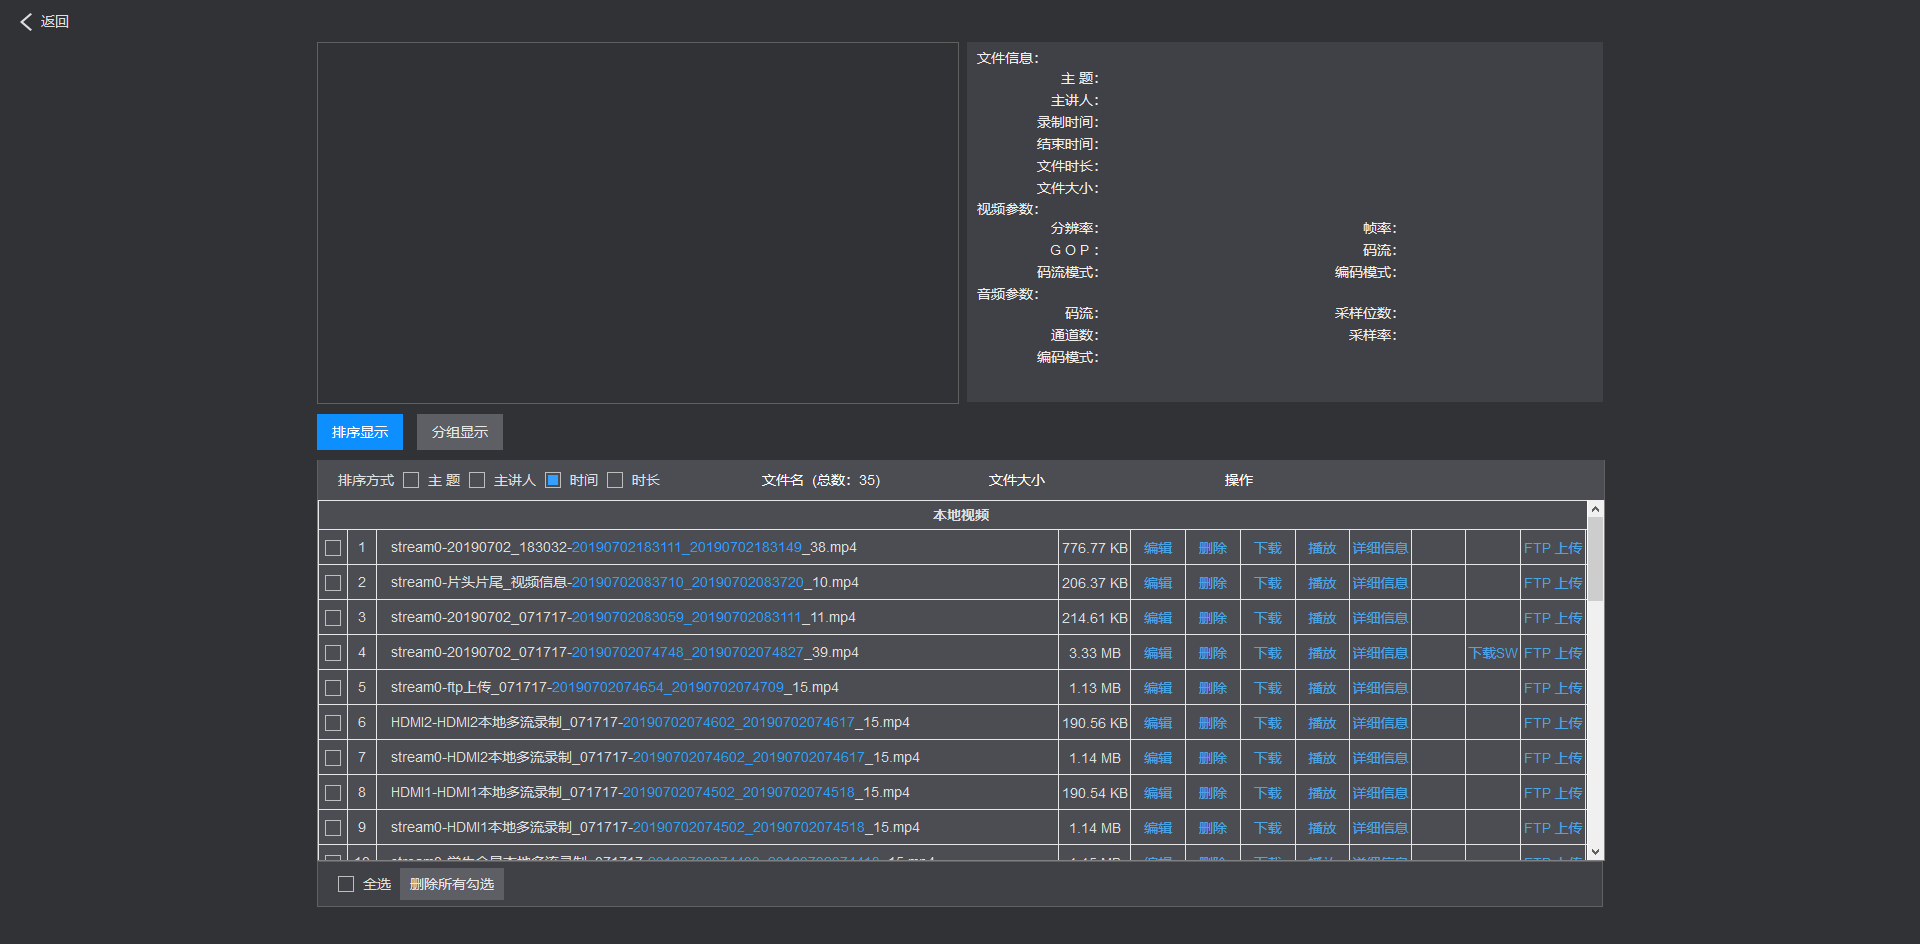 返回
文件信息：
主 题：
主讲人：
录制时间：
结束时间：
文件时长：
文件大小：
视频参数：
分辨率： 帧率：
G O P： 码流：
码流模式： 编码模式：
音频参数：
码流： 采样位数：
通道数： 采样率：
编码模式：
排序显示 分组显示
排序方式 主 题 主讲人 时间 时长 文件名 (总数：35) 文件大小 操作
本地视频
1 stream0-20190702_183032-20190702183111_20190702183149_38.mp4 776.77 KB 编辑 删除 下载 播放 详细信息 FTP 上传
2 stream0-片头片尾_视频信息-20190702083710_20190702083720_10.mp4 206.37 KB 编辑 删除 下载 播放 详细信息 FTP 上传
3 stream0-20190702_071717-20190702083059_20190702083111_11.mp4 214.61 KB 编辑 删除 下载 播放 详细信息 FTP 上传
4 stream0-20190702_071717-20190702074748_20190702074827_39.mp4 3.33 MB 编辑 删除 下载 播放 详细信息 下载SW FTP 上传
5 stream0-ftp上传_071717-20190702074654_20190702074709_15.mp4 1.13 MB 编辑 删除 下载 播放 详细信息 FTP 上传
6 HDMI2-HDMI2本地多流录制_071717-20190702074602_20190702074617_15.mp4 190.56 KB 编辑 删除 下载 播放 详细信息 FTP 上传
7 stream0-HDMI2本地多流录制_071717-20190702074602_20190702074617_15.mp4 1.14 MB 编辑 删除 下载 播放 详细信息 FTP 上传
8 HDMI1-HDMI1本地多流录制_071717-20190702074502_20190702074518_15.mp4 190.54 KB 编辑 删除 下载 播放 详细信息 FTP 上传
9 stream0-HDMI1本地多流录制_071717-20190702074502_20190702074518_15.mp4 1.14 MB 编辑 删除 下载 播放 详细信息 FTP 上传
全选 删除所有勾选